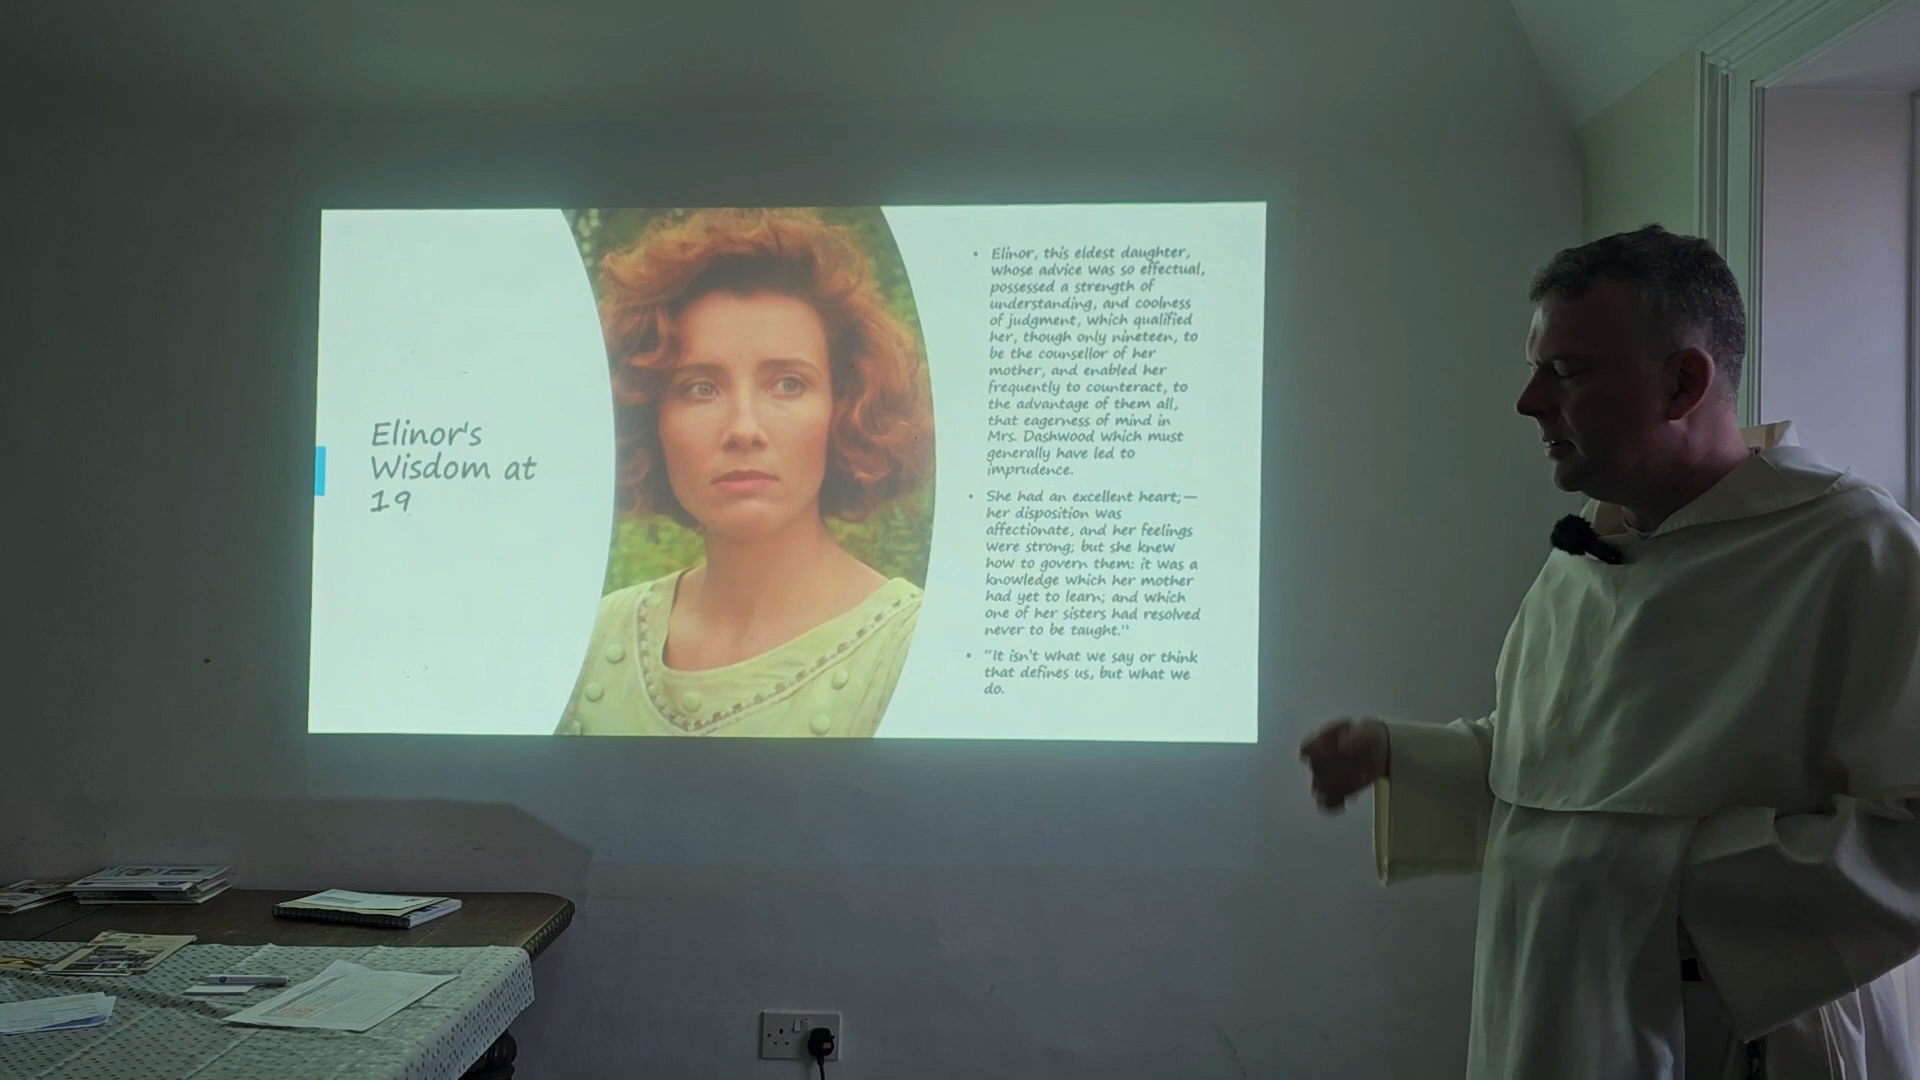 Elinor's
Wisdom at
19
• Elinor, this eldest daughter,
whose advice was so effectual,
possessed a strength of
understanding, and coolness
of judgment, which qualified
her, though only nineteen, to
be the counsellor of her
mother, and enabled her
frequently to counteract, to
the advantage of them all,
that eagerness of mind in
Mrs. Dashwood which must
generally have led to
imprudence.
• She had an excellent heart;—
her disposition was
affectionate, and her feelings
were strong; but she knew
how to govern them: it was a
knowledge which her mother
had yet to learn; and which
one of her sisters had resolved
never to be taught."
• "It isn't what we say or think
that defines us, but what we
do.